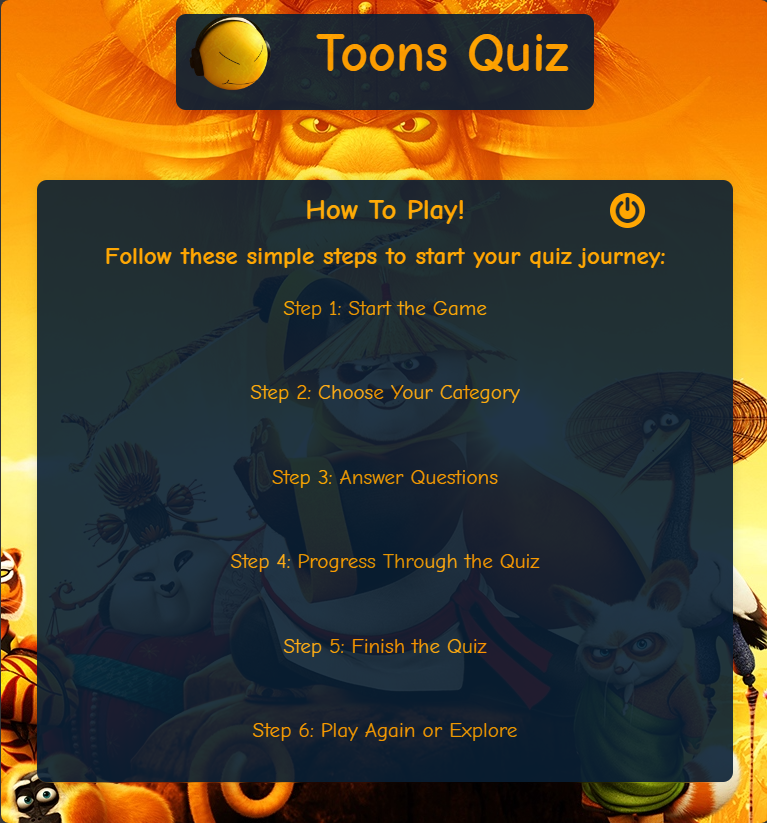 Toons Quiz
How To Play!
Follow these simple steps to start your quiz journey:
Step 1: Start the Game
Step 2: Choose Your Category
Step 3: Answer Questions
Step 4: Progress Through the Quiz
Step 5: Finish the Quiz
Step 6: Play Again or Explore